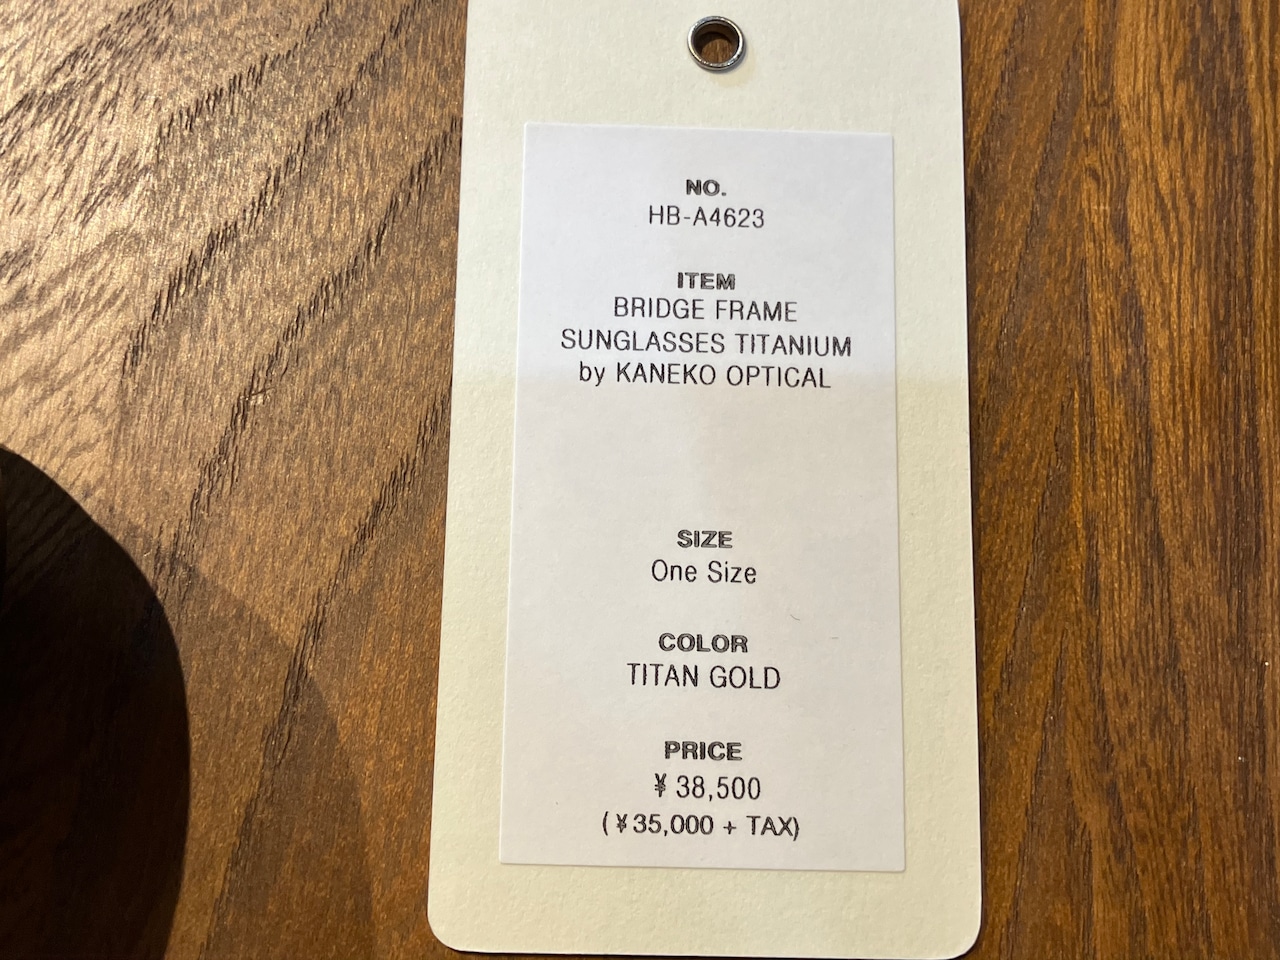 NO.
HB-A4623
ITEM
BRIDGE FRAME
SUNGLASSES TITANIUM
by KANEKO OPTICAL
SIZE
One Size
COLOR
TITAN GOLD
PRICE
¥ 38,500
(¥35,000 + TAX)